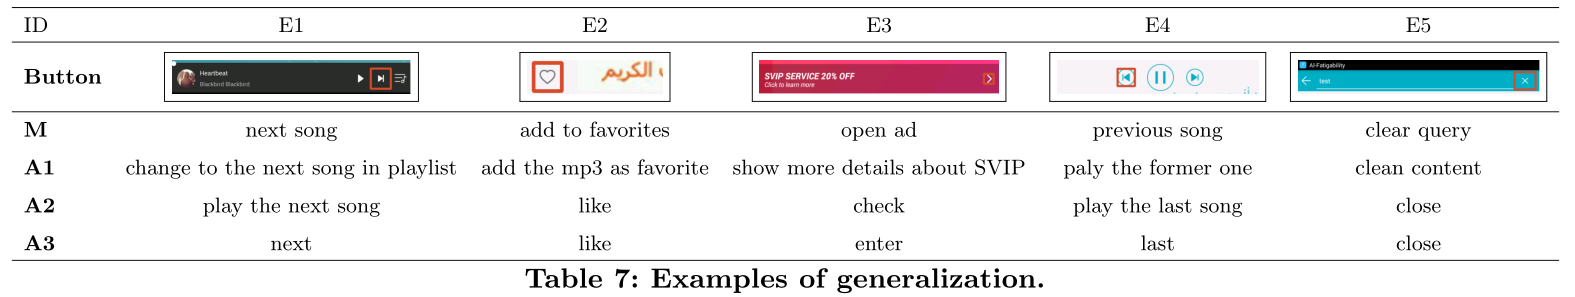 ID E1 E2 E3 E4 E5
Button
Heartbeat
Blackbird Blackbird
الكريم
SVIP SERVICE 20% OFF
Click to learn more
AI-Fatigability
test
M next song add to favorites open ad previous song clear query
A1 change to the next song in playlist add the mp3 as favorite show more details about SVIP paly the former one clean content
A2 play the next song like check play the last song close
A3 next like enter last close
Table 7: Examples of generalization.